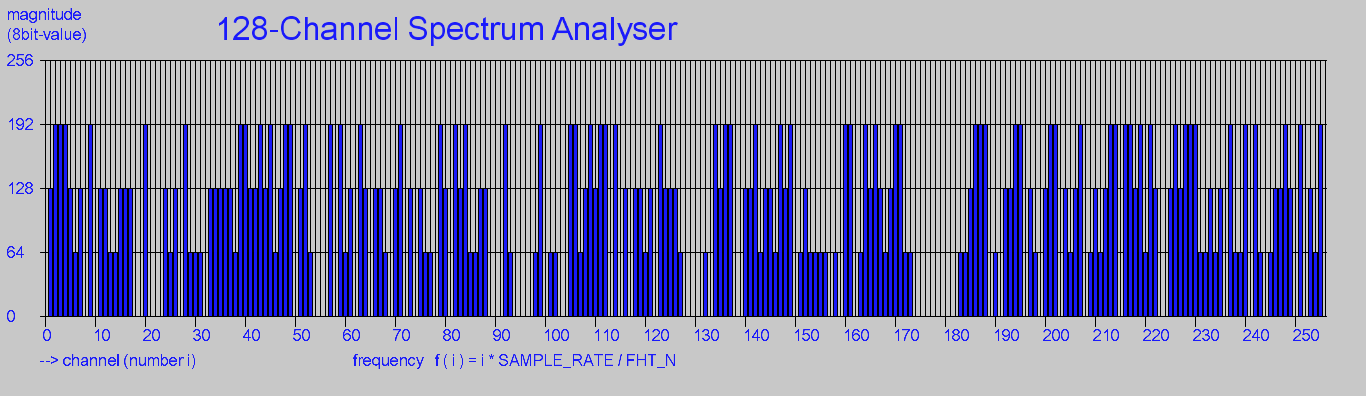 magnitude
(8bit-value)
128-Channel Spectrum Analyser
256
192
128
64
0
0 10 20 30 40 50 60 70 80 90 100 110 120 130 140 150 160 170 180 190 200 210 220 230 240 250
--> channel (number i) frequency f ( i ) = i * SAMPLE_RATE / FHT_N